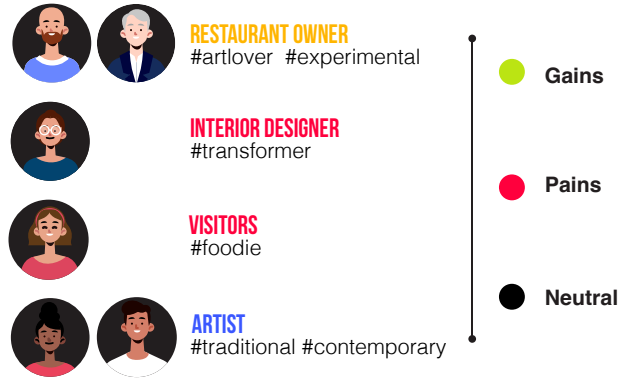 RESTAURANT OWNER
#artlover #experimental
INTERIOR DESIGNER
#transformer
VISITORS
#foodie
ARTIST
#traditional #contemporary
Gains
Pains
Neutral